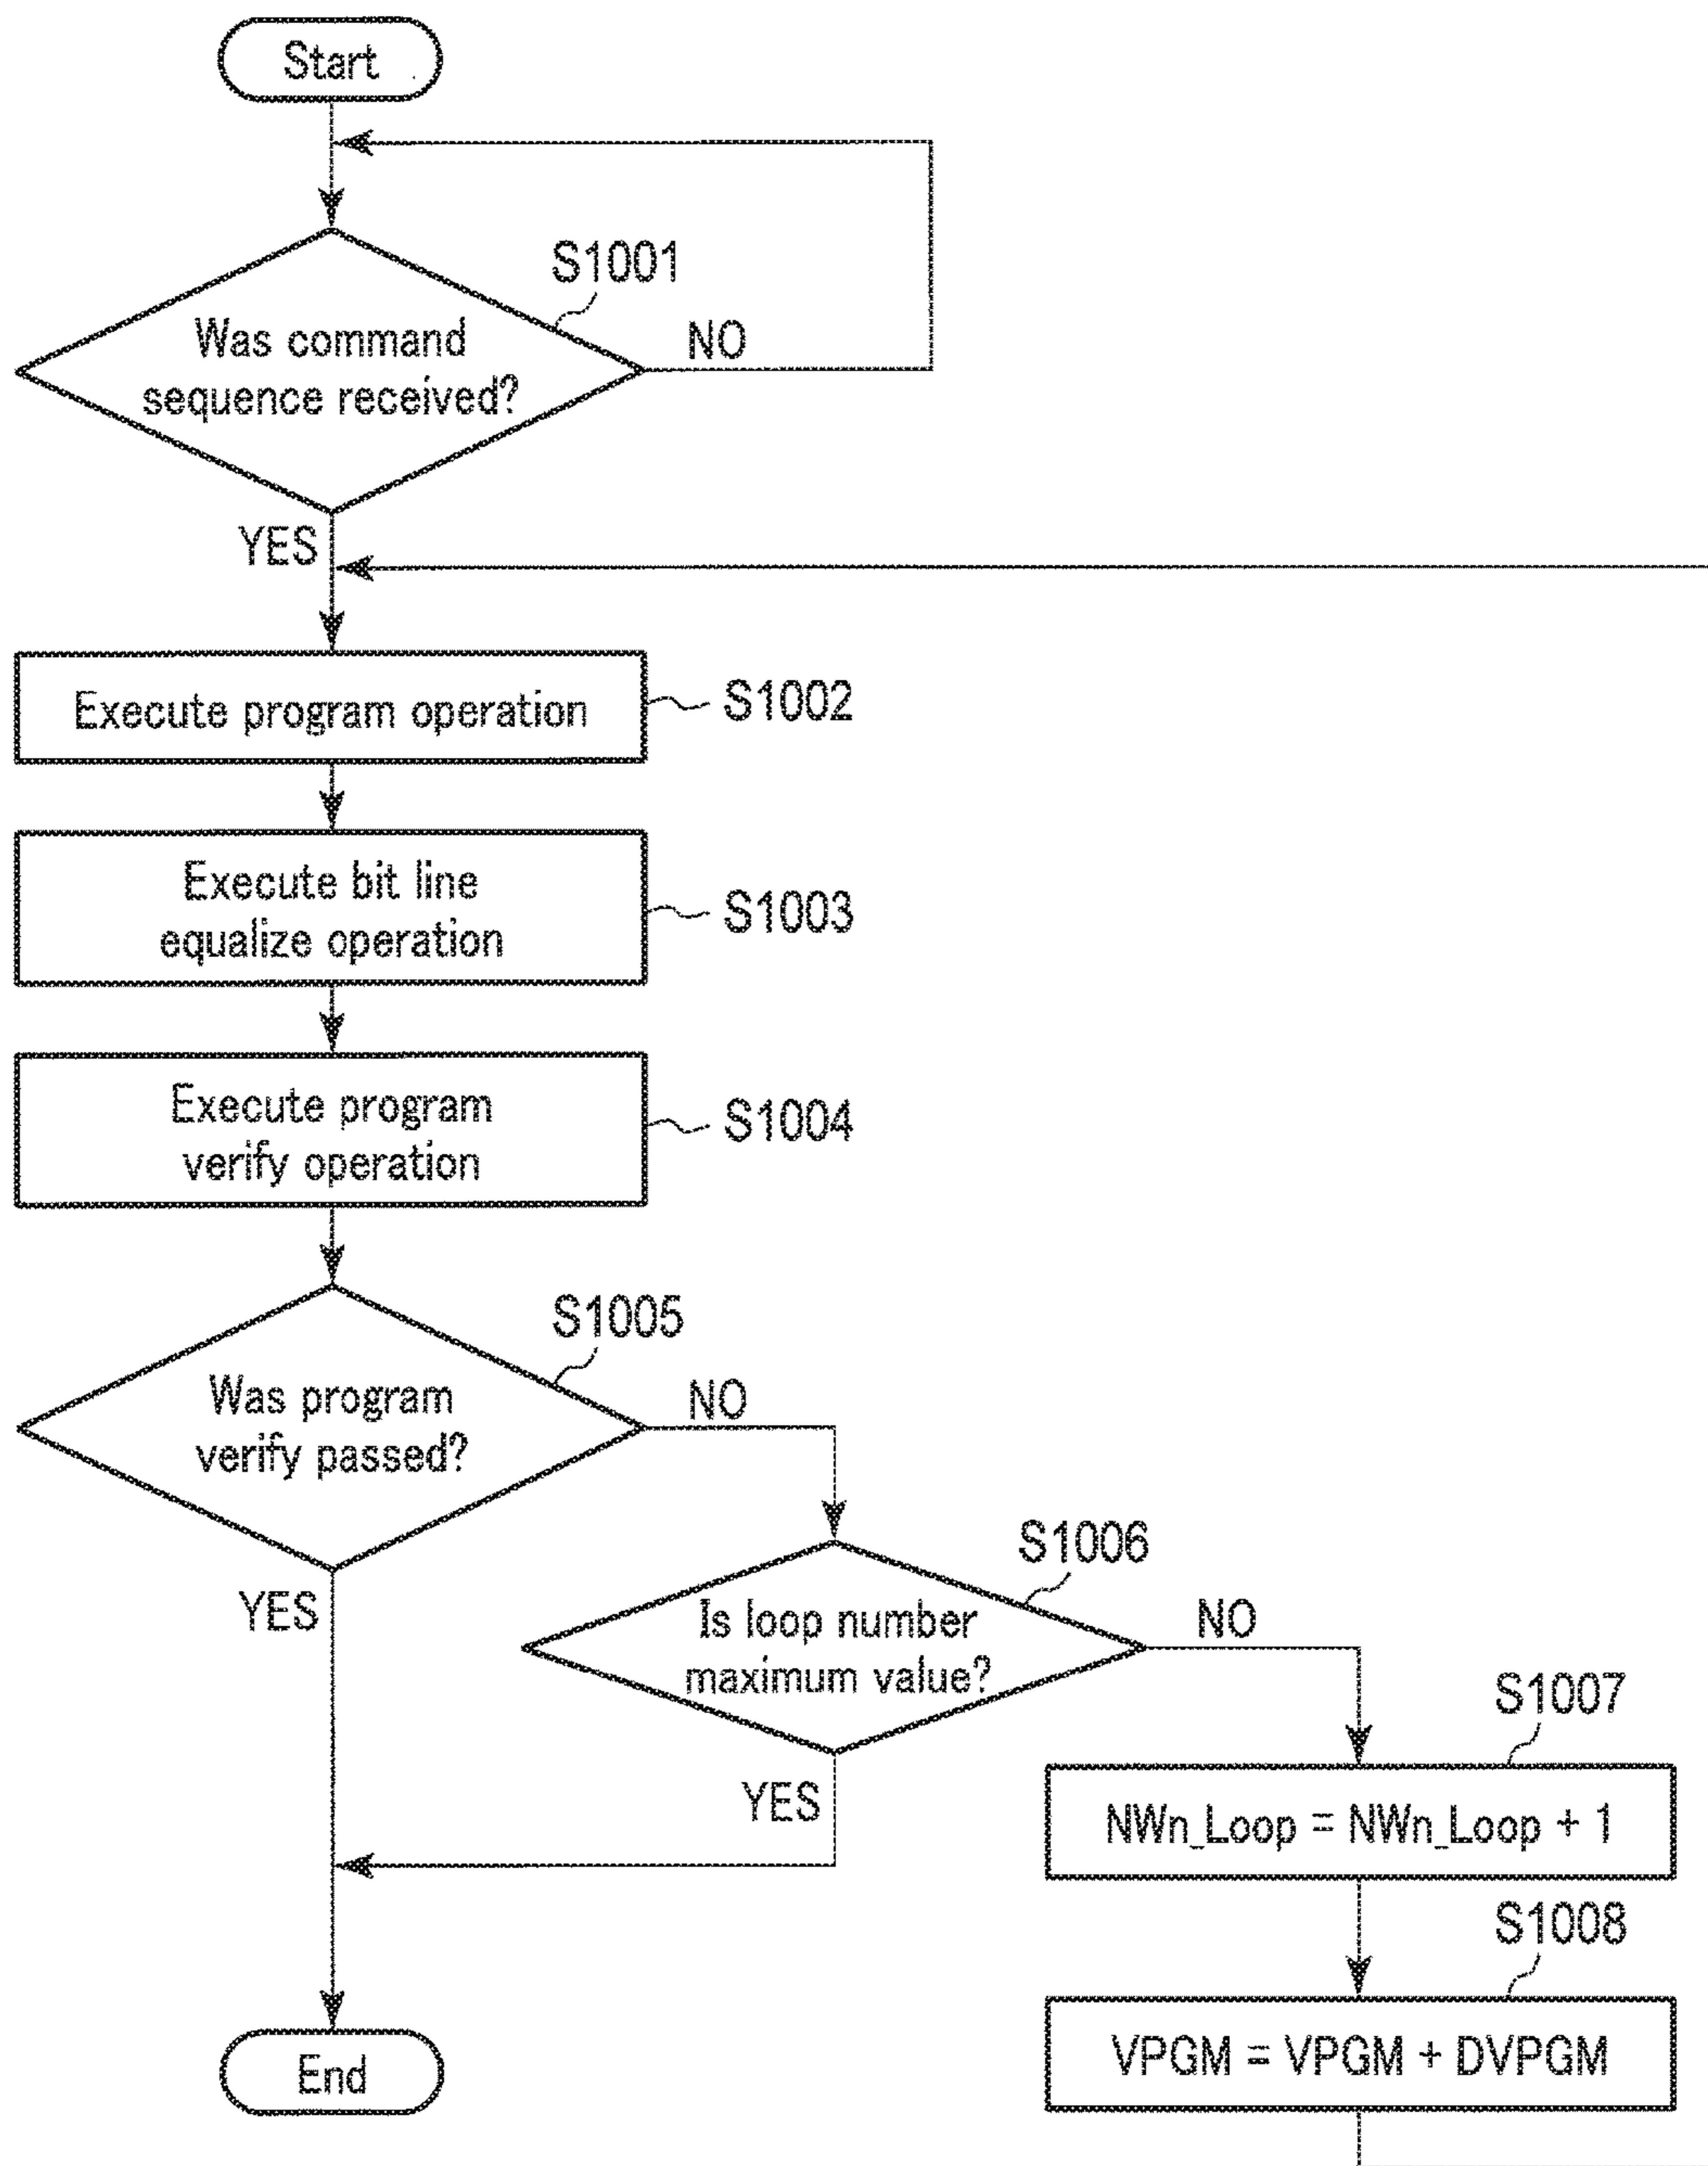 Start
S1001
Was command
sequence received?
NO
YES
Execute program operation
S1002
Execute bit line
equalize operation
S1003
Execute program
verify operation
S1004
S1005
Was program
verify passed?
NO
YES
S1006
Is loop number
maximum value?
NO
YES
S1007
NWn_Loop = NWn_Loop + 1
S1008
VPGM = VPGM + DVPGM
End